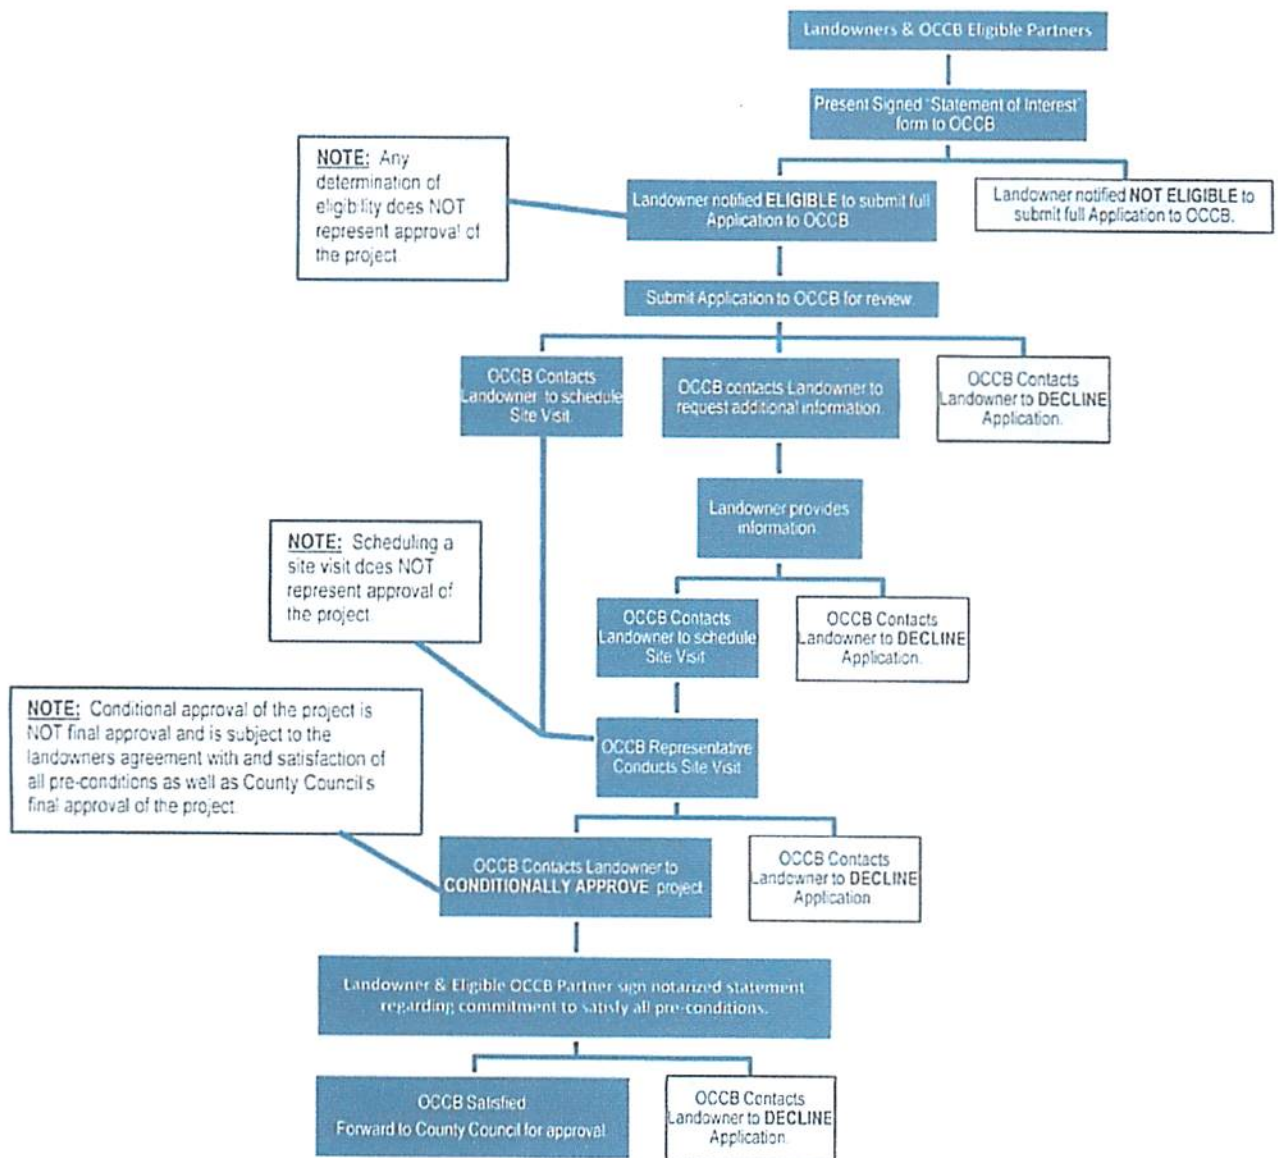 Landowners & OCCB Eligible Partners
Present Signed "Statement of Interest"
form to OCCB
NOTE: Any
determination of
eligibility does NOT
represent approval of
the project.
Landowner notified ELIGIBLE to submit full
Application to OCCB
Landowner notified NOT ELIGIBLE to
submit full Application to OCCB.
Submit Application to OCCB for review.
OCCB Contacts
Landowner to schedule
Site Visit.
OCCB contacts Landowner to
request additional information.
OCCB Contacts
Landowner to DECLINE
Application.
Landowner provides
information.
NOTE: Scheduling a
site visit does NOT
represent approval of
the project
OCCB Contacts
Landowner to schedule
Site Visit
OCCB Contacts
Landowner to DECLINE
Application.
NOTE: Conditional approval of the project is
NOT final approval and is subject to the
landowners agreement with and satisfaction of
all pre-conditions as well as County Council's
final approval of the project
OCCB Representative
Conducts Site Visit
OCCB Contacts Landowner to
CONDITIONALLY APPROVE project
OCCB Contacts
Landowner to DECLINE
Application
Landowner & Eligible OCCB Partner sign notarized statement
regarding commitment to satisfy all pre-conditions.
OCCB Satisfied
Forward to County Council for approval
OCCB Contacts
Landowner to DECLINE
Application.